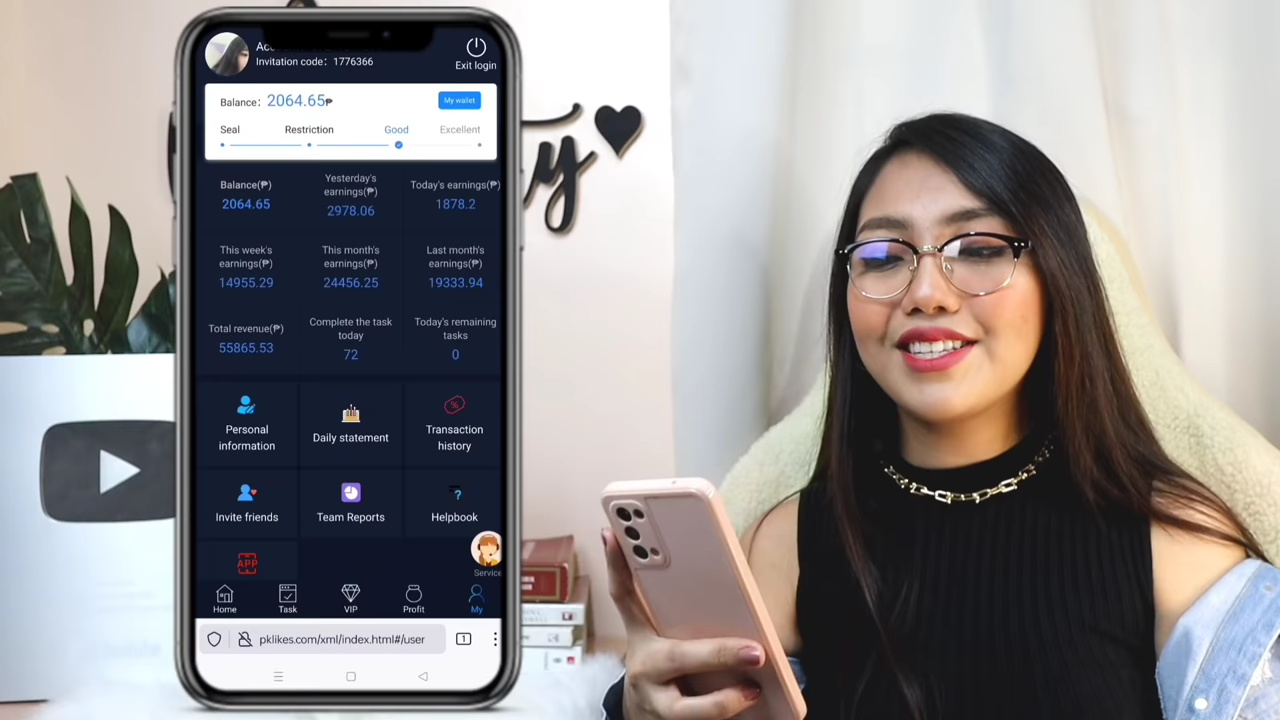 Invitation code: 1776366
Exit login
Balance: 2064.65₱
My wallet
Seal
Restriction
Good
Excellent
Balance(₱)
2064.65
Yesterday's
earnings(₱)
2978.06
Today's earnings(₱)
1878.2
This week's
earnings(₱)
14955.29
This month's
earnings(₱)
24456.25
Last month's
earnings(₱)
19333.94
Total revenue(₱)
55865.53
Complete the task
today
72
Today's remaining
tasks
0
Personal
information
Daily statement
Transaction
history
Invite friends
Team Reports
Helpbook
APP
Service
Home
Task
VIP
Profit
My
pklikes.com/xml/index.html#/user
1